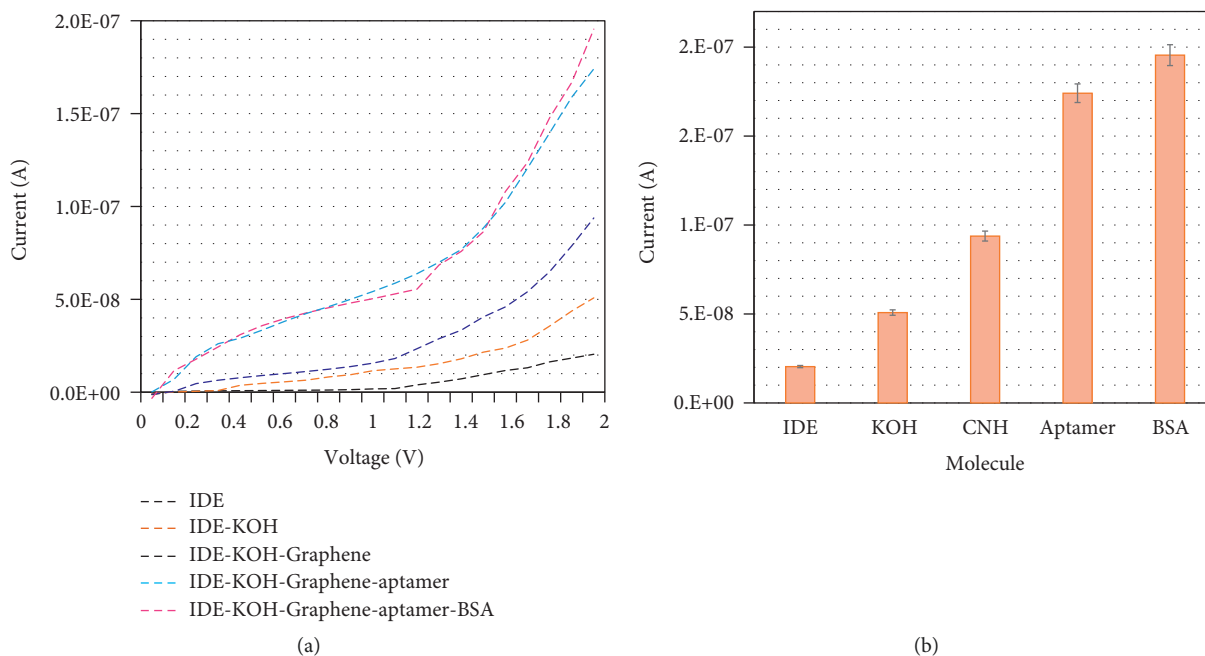 2.0E-07
1.5E-07
1.0E-07
5.0E-08
0.0E+00
Current (A)
0 0.2 0.4 0.6 0.8 1 1.2 1.4 1.6 1.8 2
Voltage (V)
IDE
IDE-KOH
IDE-KOH-Graphene
IDE-KOH-Graphene-aptamer
IDE-KOH-Graphene-aptamer-BSA
(a)
2.E-07
2.E-07
1.E-07
5.E-08
0.E+00
Current (A)
IDE KOH CNH Aptamer BSA
Molecule
(b)